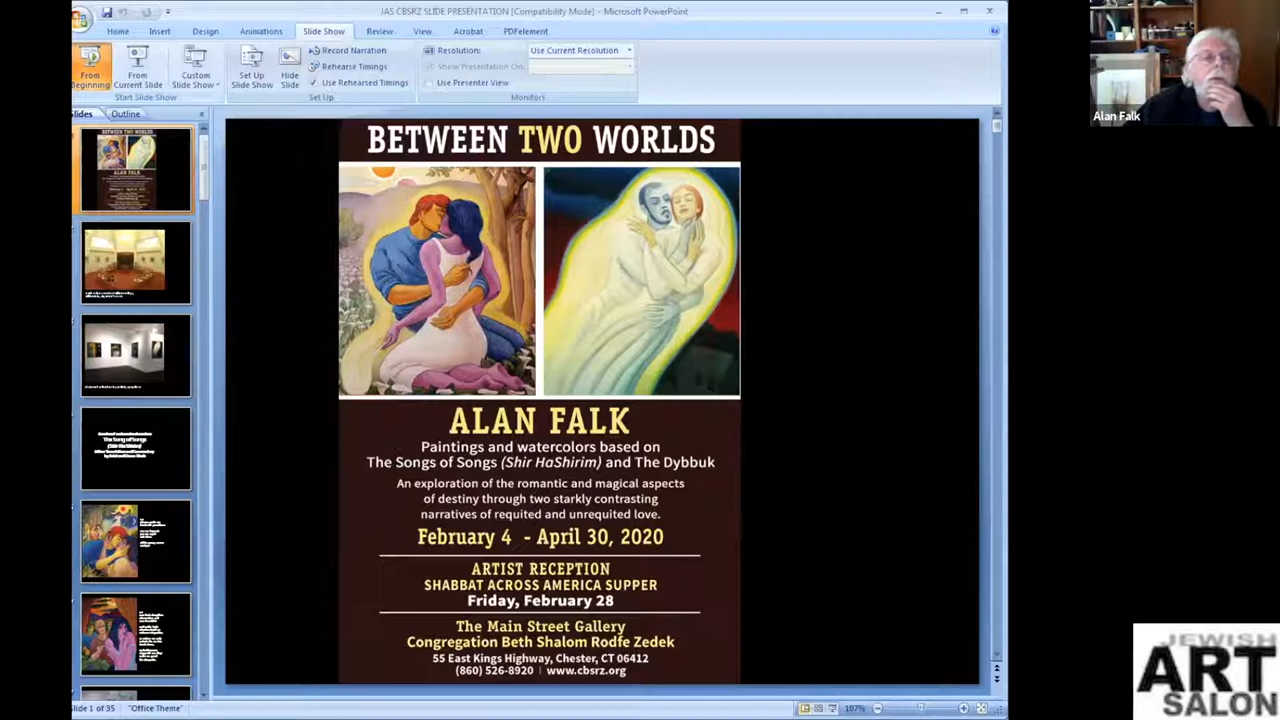 JAS CBSRZ SLIDE PRESENTATION [Compatibility Mode] - Microsoft PowerPoint
Home Insert Design Animations Slide Show Review View Acrobat PDFelement
From Beginning
From Current Slide
Custom Slide Show
Start Slide Show
Set Up Slide Show
Hide Slide
Record Narration
Rehearse Timings
Use Rehearsed Timings
Set Up
Resolution: Use Current Resolution
Show Presentation On:
Use Presenter View
Monitors
Slides Outline
BETWEEN TWO WORLDS
ALAN FALK
Paintings and watercolors based on
The Songs of Songs (Shir HaShirim) and The Dybbuk
An exploration of the romantic and magical aspects
of destiny through two starkly contrasting
narratives of requited and unrequited love.
February 4 - April 30, 2020
ARTIST RECEPTION
SHABBAT ACROSS AMERICA SUPPER
Friday, February 28
The Main Street Gallery
Congregation Beth Shalom Rodfe Zedek
55 East Kings Highway, Chester, CT 06412
(860) 526-8920 | www.cbsrz.org
Slide 1 of 35 "Office Theme" 107%
Alan Falk
JEWISH
ART
SALON